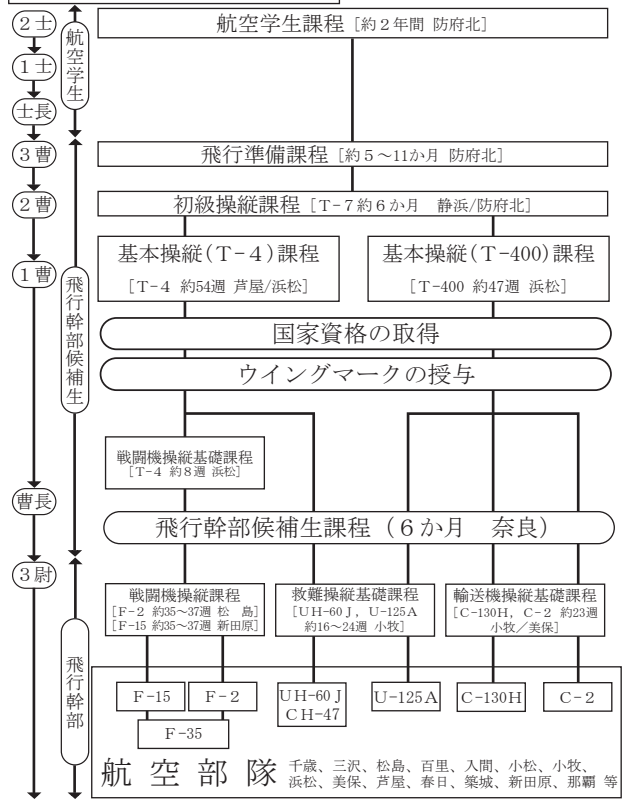 2士
1士
士長
3曹
2曹
1曹
曹長
3尉
航空学生
飛行幹部候補生
飛行幹部
航空学生課程［約２年間 防府北］
飛行準備課程［約５～11か月 防府北］
初級操縦課程［Ｔ-７約６か月　静浜/防府北］
基本操縦(Ｔ-４)課程
［Ｔ-４ 約54週 芦屋/浜松］
基本操縦(Ｔ-400)課程
［Ｔ-400 約47週 浜松］
国家資格の取得
ウイングマークの授与
戦闘機操縦基礎課程
［Ｔ-４ 約８週 浜松］
飛行幹部候補生課程（６か月　奈良）
戦闘機操縦課程
［Ｆ-２ 約35～37週 松 島］
［Ｆ-15 約35～37週 新田原］
救難操縦基礎課程
［ＵＨ-60Ｊ，Ｕ-125Ａ
約16～24週 小牧］
輸送機操縦基礎課程
［Ｃ-130Ｈ，Ｃ-２ 約23週
小牧／美保］
Ｆ-15
Ｆ-２
Ｆ-35
ＵＨ-60Ｊ
ＣＨ-47
Ｕ-125Ａ
Ｃ-130Ｈ
Ｃ-２
航空部隊
千歳、三沢、松島、百里、入間、小松、小牧、
浜松、美保、芦屋、春日、築城、新田原、那覇 等